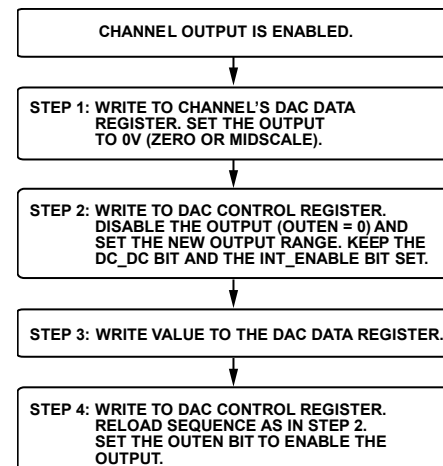 CHANNEL OUTPUT IS ENABLED.
STEP 1: WRITE TO CHANNEL'S DAC DATA
REGISTER. SET THE OUTPUT
TO 0V (ZERO OR MIDSCALE).
STEP 2: WRITE TO DAC CONTROL REGISTER.
DISABLE THE OUTPUT (OUTEN = 0) AND
SET THE NEW OUTPUT RANGE. KEEP THE
DC_DC BIT AND THE INT_ENABLE BIT SET.
STEP 3: WRITE VALUE TO THE DAC DATA REGISTER.
STEP 4: WRITE TO DAC CONTROL REGISTER.
RELOAD SEQUENCE AS IN STEP 2.
SET THE OUTEN BIT TO ENABLE THE
OUTPUT.